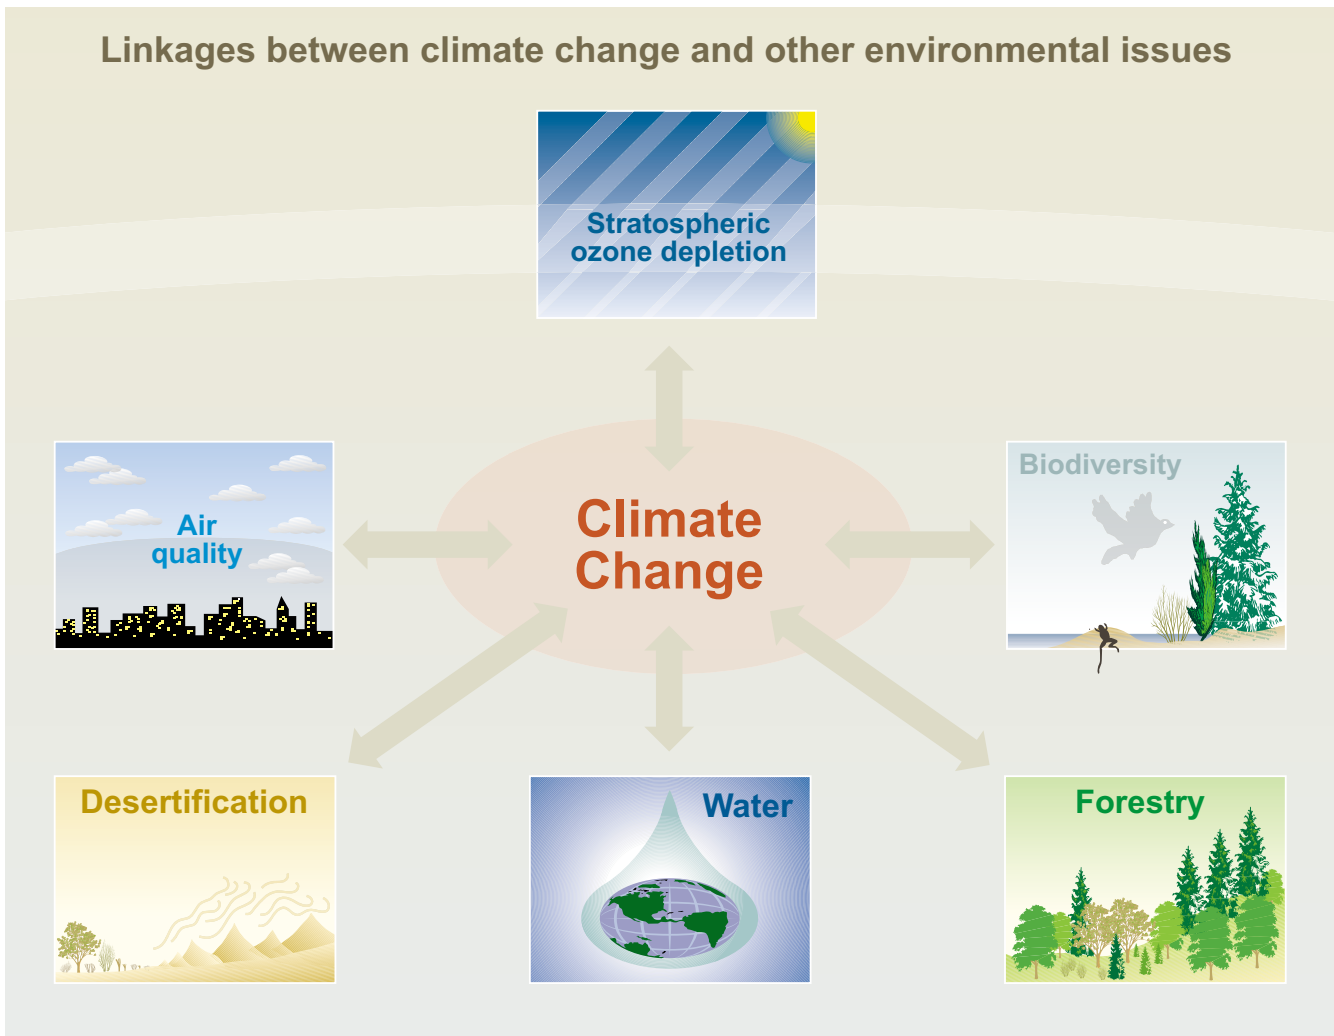 Linkages between climate change and other environmental issues
Stratospheric
ozone depletion
Air
quality
Climate
Change
Biodiversity
Desertification
Water
Forestry